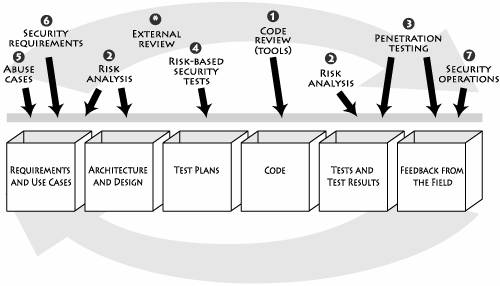 6
SECURITY
REQUIREMENTS
5
ABUSE
CASES
2
RISK
ANALYSIS
*
EXTERNAL
REVIEW
4
RISK-BASED
SECURITY
TESTS
1
CODE
REVIEW
(TOOLS)
2
RISK
ANALYSIS
3
PENETRATION
TESTING
7
SECURITY
OPERATIONS
REQUIREMENTS
AND USE CASES
ARCHITECTURE
AND DESIGN
TEST PLANS
CODE
TESTS AND
TEST RESULTS
FEEDBACK FROM
THE FIELD